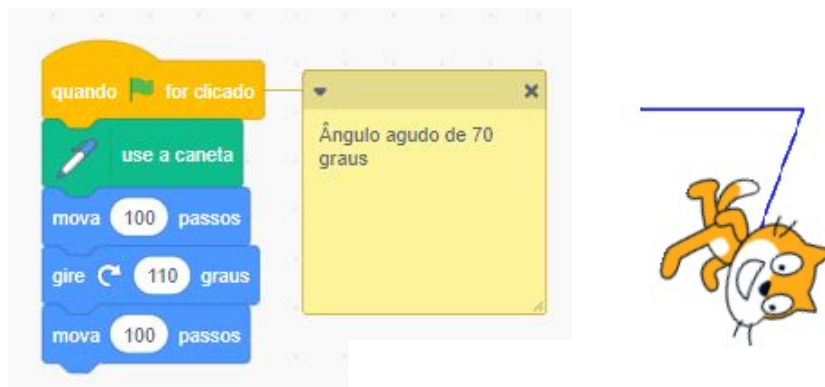 quando for clicado
use a caneta
mova 100 passos
gire 110 graus
mova 100 passos
Ângulo agudo de 70
graus